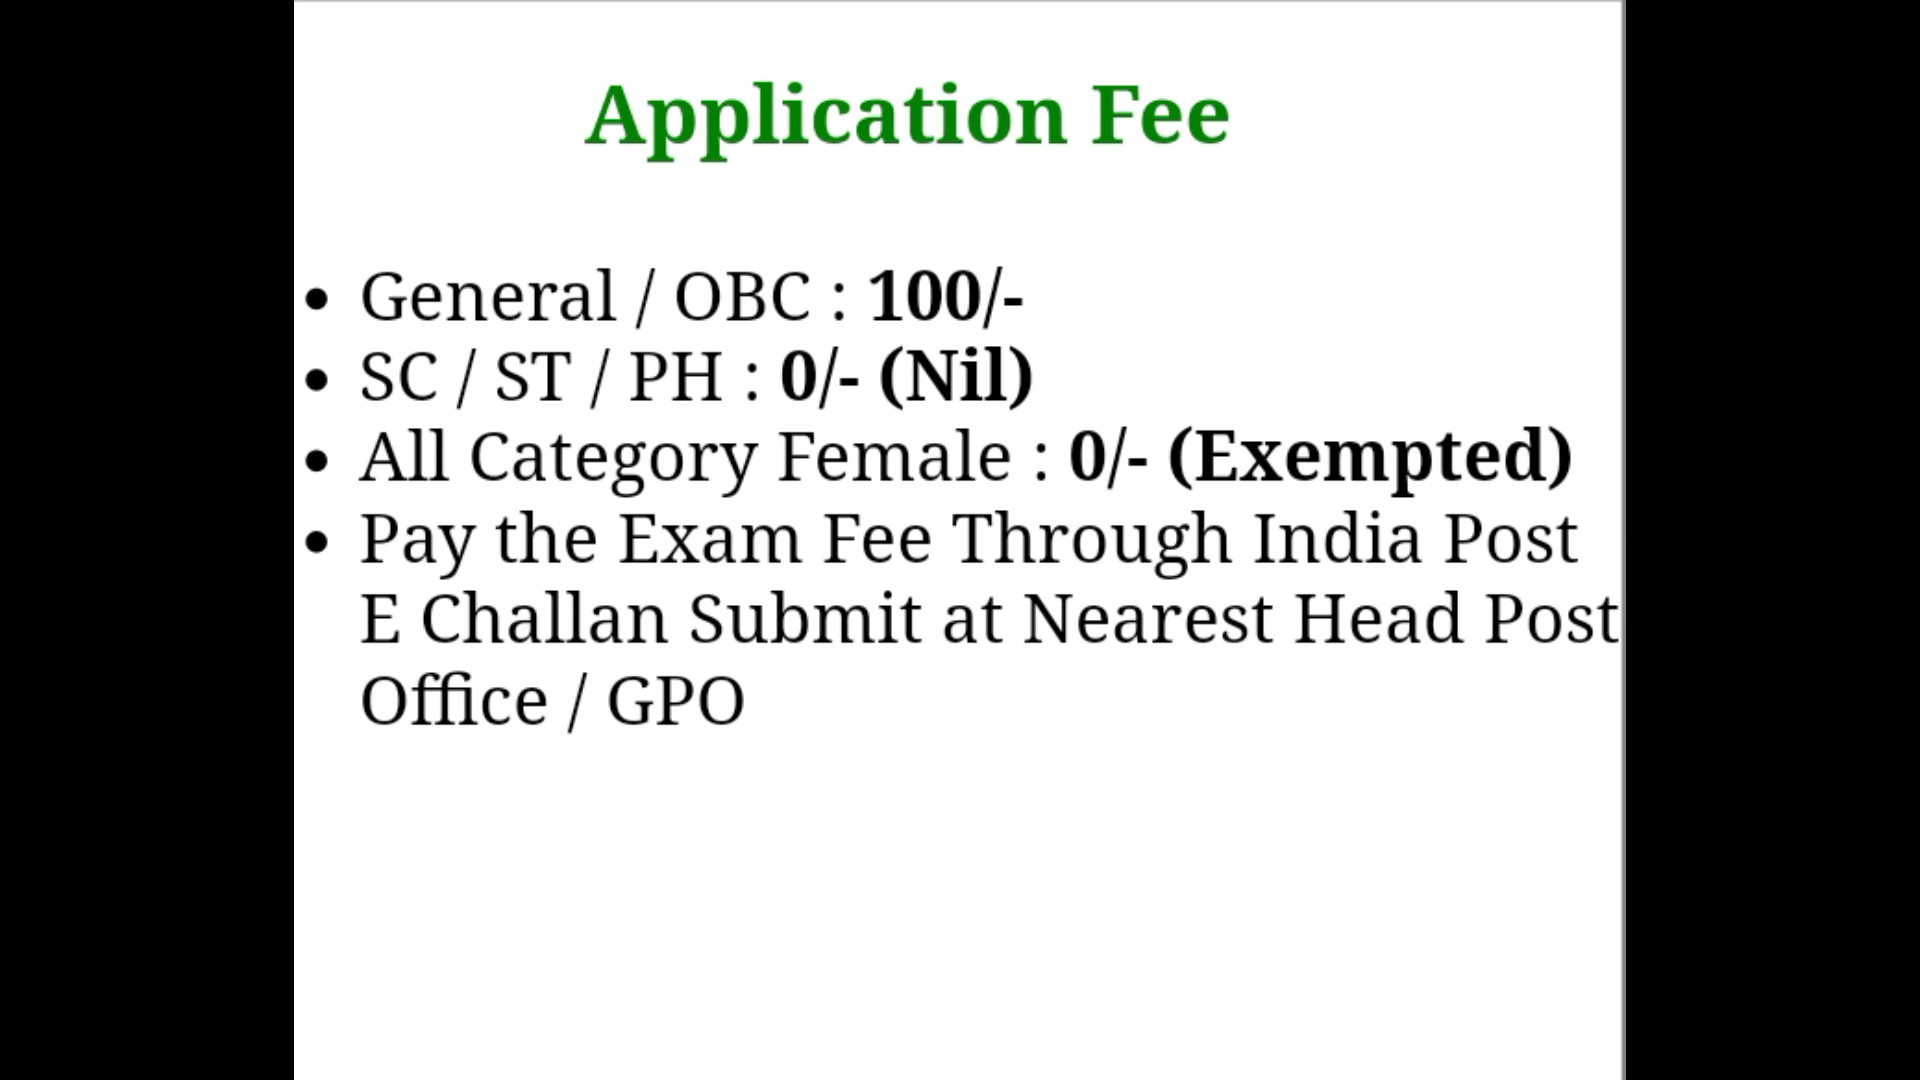 Application Fee
• General / OBC : 100/-
• SC / ST / PH : 0/- (Nil)
• All Category Female : 0/- (Exempted)
• Pay the Exam Fee Through India Post
E Challan Submit at Nearest Head Post
Office / GPO